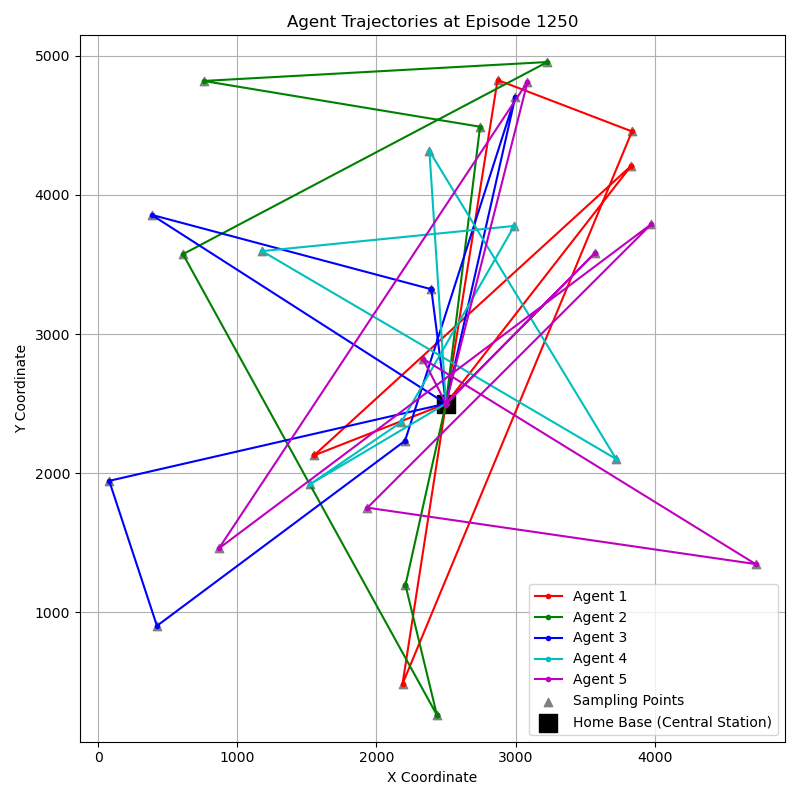 Agent Trajectories at Episode 1250
Y Coordinate
5000
4000
3000
2000
1000
0
1000
2000
3000
4000
X Coordinate
Agent 1
Agent 2
Agent 3
Agent 4
Agent 5
Sampling Points
Home Base (Central Station)